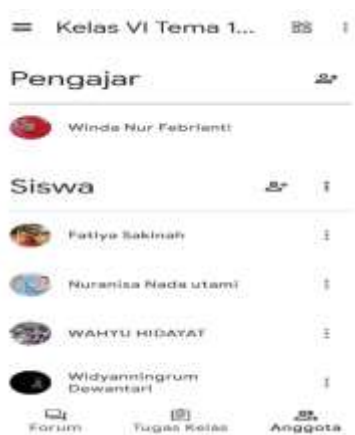 Kelas VI Tema 1...
Pengajar
Winda Nur Febrianti
Siswa
Fatiya Sakinah
Nuranisa Nada utami
WAHYU HIDAYAT
Widyanningrum
Dewantari
Forum
Tugas Kelas
Anggota